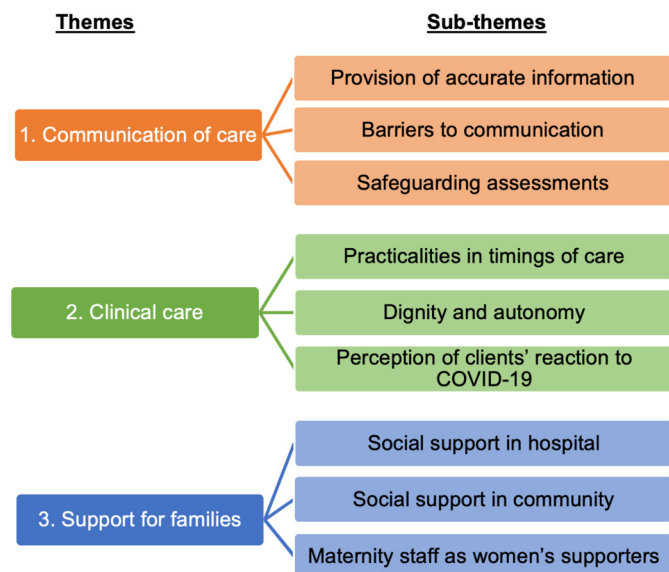 Themes
Sub-themes
1. Communication of care
Provision of accurate information
Barriers to communication
Safeguarding assessments
2. Clinical care
Practicalities in timings of care
Dignity and autonomy
Perception of clients’ reaction to
COVID-19
3. Support for families
Social support in hospital
Social support in community
Maternity staff as women’s supporters